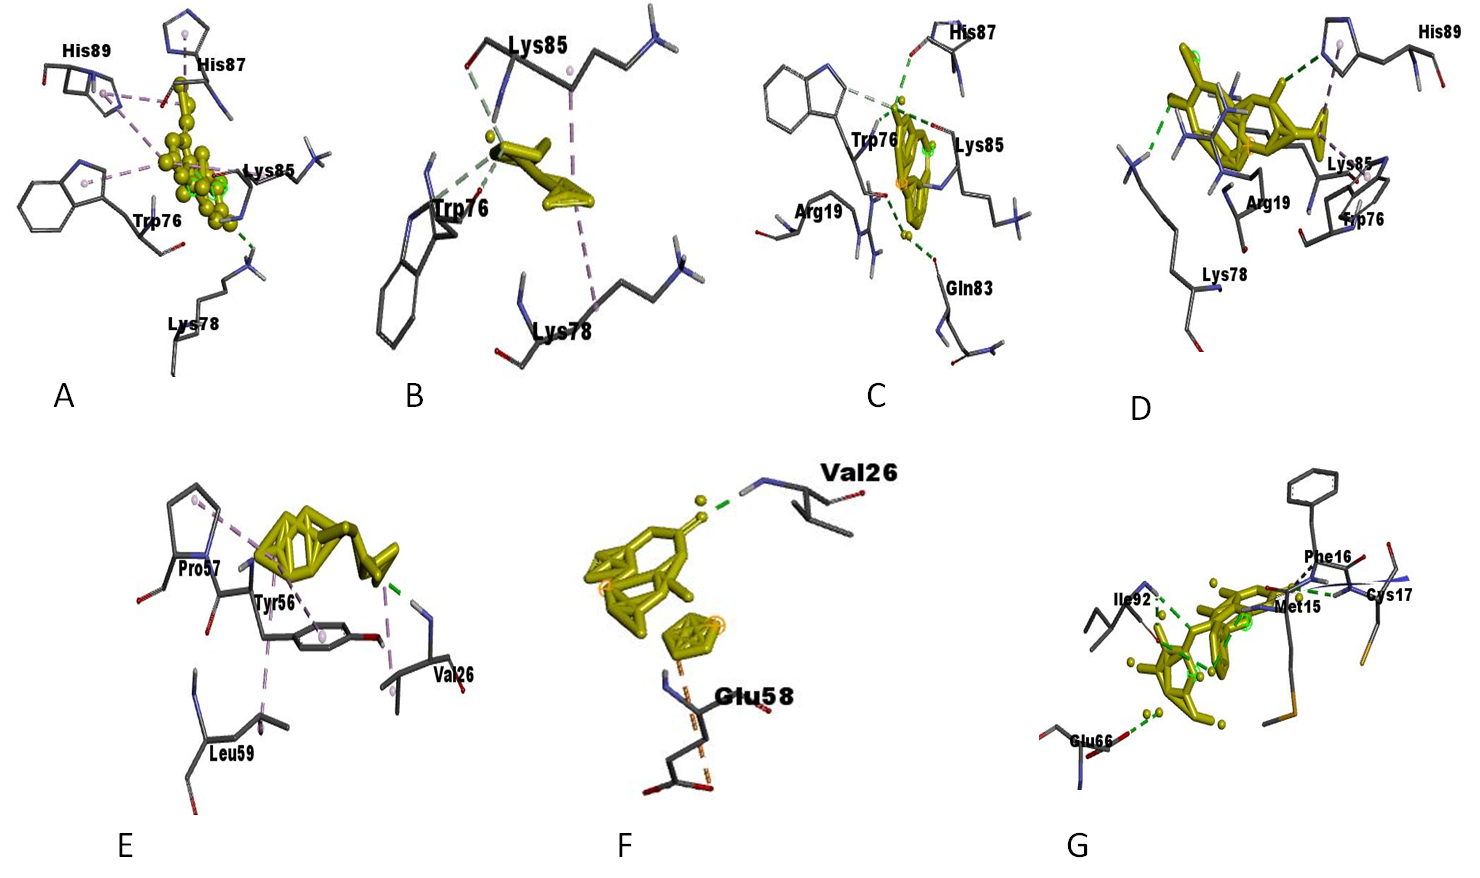 His89
His87
Lys85
Trp76
Lys78
A
Lys85
Trp76
Lys78
B
His87
Trp76
Lys85
Arg19
Gln83
C
His89
Lys85
Arg19
Trp76
Lys78
D
Pro57
Tyr56
Val26
Leu59
E
Val26
Glu58
F
Phe16
Ile92
Met15
Cys17
Glu66
G